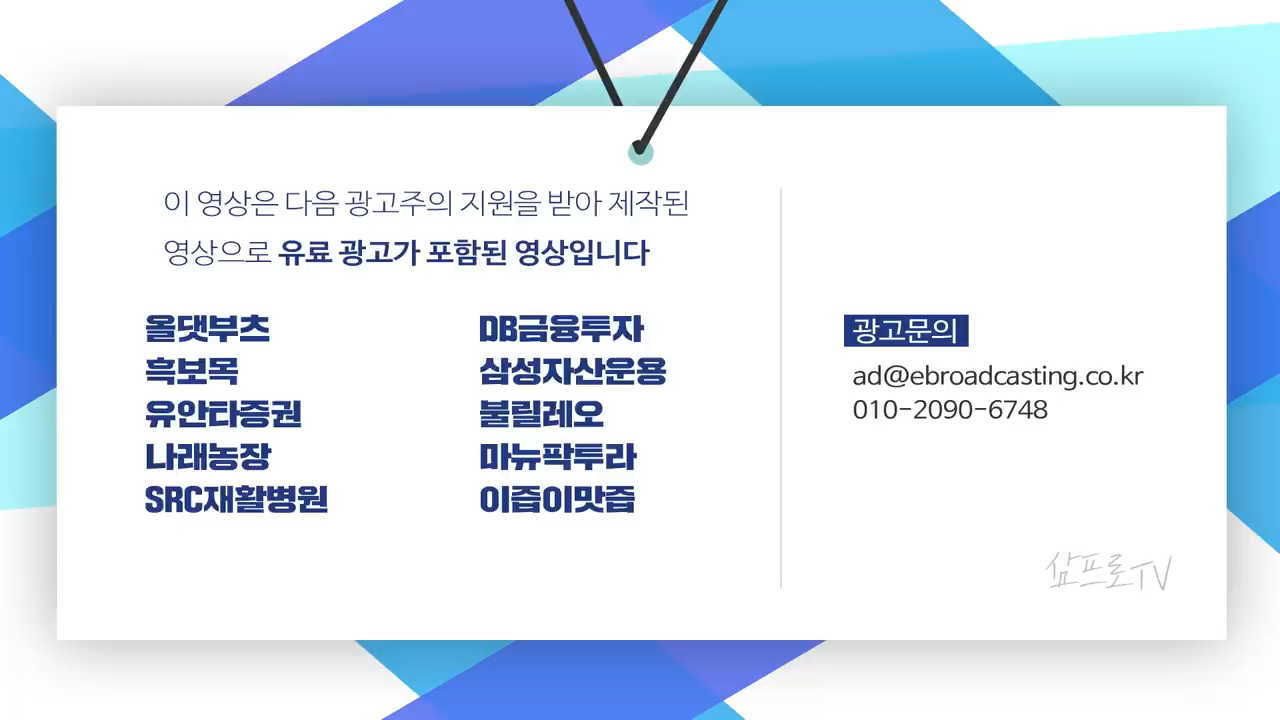 이 영상은 다음 광고주의 지원을 받아 제작된
영상으로 유료 광고가 포함된 영상입니다
올댓부츠
흑보목
유안타증권
나래농장
SRC재활병원
DB금융투자
삼성자산운용
불릴레오
마뉴팍투라
이즙이맛즙
광고문의
ad@ebroadcasting.co.kr
010-2090-6748
삼프로TV